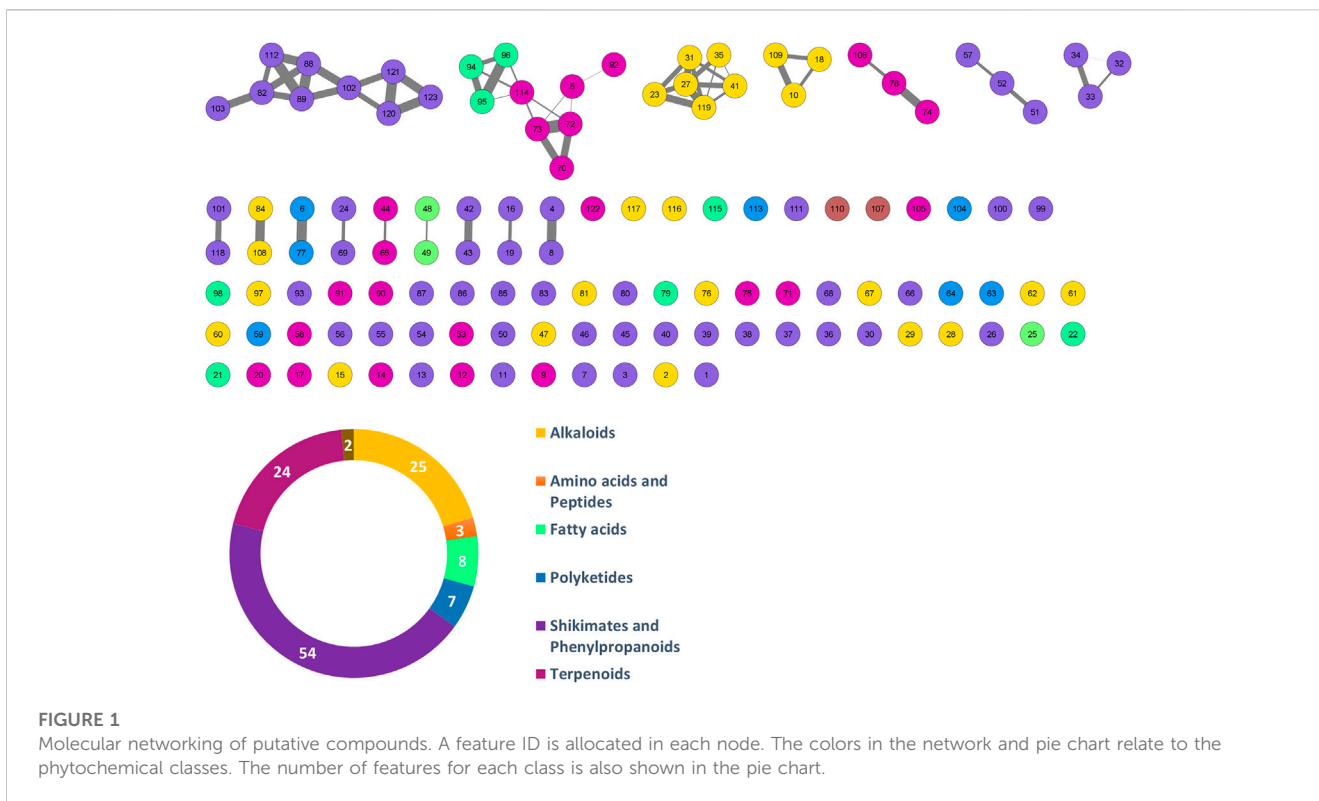 112
88
121
103
82
89
102
123
120
96
92
94
5
95
114
73
72
70
31
35
23
27
41
119
109
18
10
106
78
74
57
52
51
34
32
33
101 84 6 24 44 48 42 16 4 122 117 116 115 113 111 110 107 105 104 100 99
118 108 77 69 65 49 43 19 8
98 97 93 91 90 87 86 85 83 81 80 79 76 75 71 68 67 66 64 63 62 61
60 59 58 56 55 54 53 50 47 46 45 40 39 38 37 36 30 29 28 26 25 22
21 20 17 15 14 13 12 11 9 7 3 2 1
2
24
25
3
8
7
54
Alkaloids
Amino acids and
Peptides
Fatty acids
Polyketides
Shikimates and
Phenylpropanoids
Terpenoids
FIGURE 1
Molecular networking of putative compounds. A feature ID is allocated in each node. The colors in the network and pie chart relate to the
phytochemical classes. The number of features for each class is also shown in the pie chart.